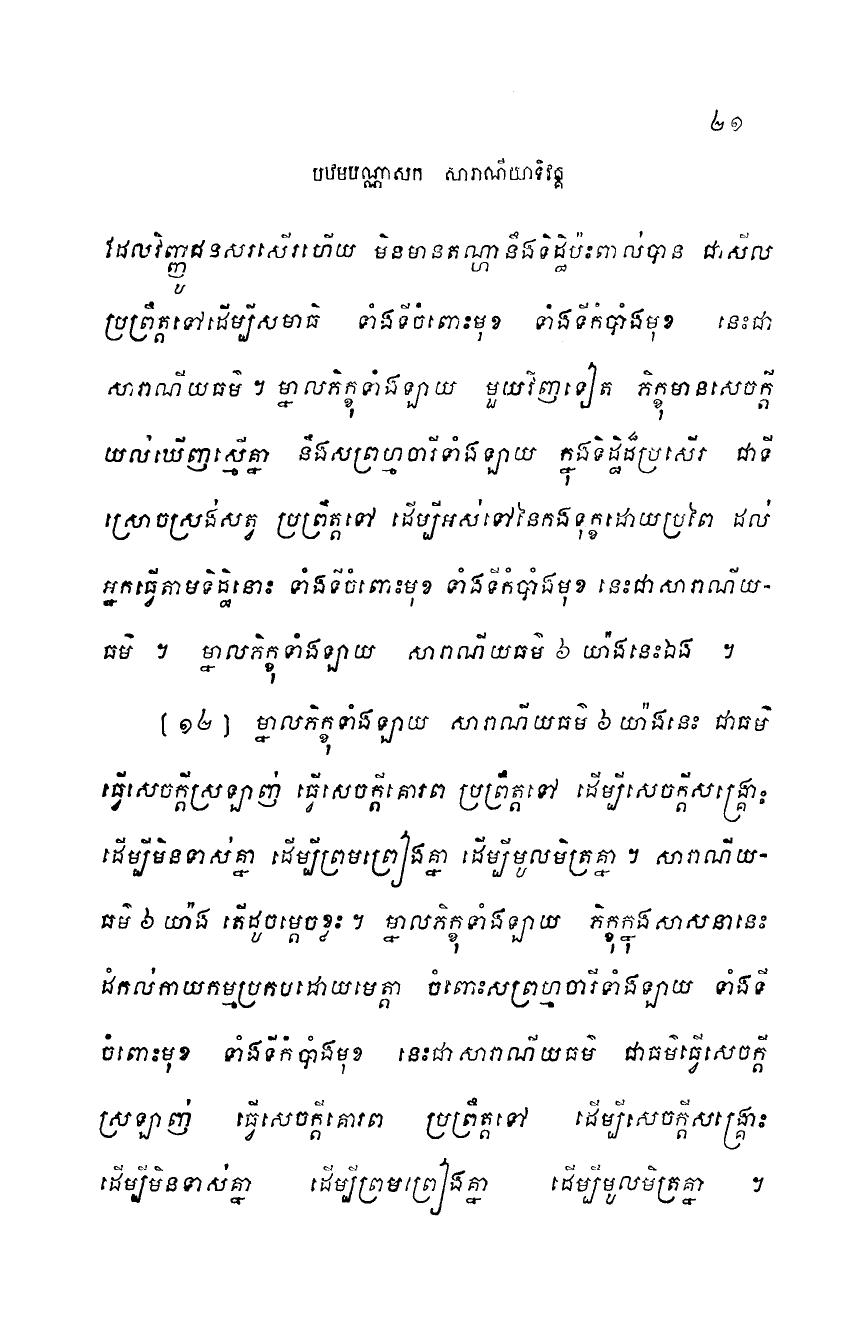 ២១
បឋមបណ្ណាសក សារាណីយាទិវគ្គ
ដែលវិញ្ញូជនសរសើរហើយ មិនមានតណ្ហានឹងទិដ្ឋិប៉ះពាល់បាន ជាសីល
ប្រព្រឹត្តទៅដើម្បីសមាធិ ទាំងទីចំពោះមុខ ទាំងទីកំបាំងមុខ នេះជា
សារាណីយធម៌ ។ ម្នាលភិក្ខុទាំងឡាយ មួយវិញទៀត ភិក្ខុមានសេចក្តី
យល់ឃើញស្មើគ្នា នឹងសព្រហ្មចារីទាំងឡាយ ក្នុងទិដ្ឋិដ៏ប្រសើរ ជាទី
ស្រោចស្រង់សត្វ ប្រព្រឹត្តទៅ ដើម្បីអស់ទៅនៃកងទុក្ខដោយប្រពៃ ដល់
អ្នកធ្វើតាមទិដ្ឋិនោះ ទាំងទីចំពោះមុខ ទាំងទីកំបាំងមុខ នេះជាសារាណីយ-
ធម៌ ។ ម្នាលភិក្ខុទាំងឡាយ សារាណីយធម៌ ៦ យ៉ាងនេះឯង ។
[១២] ម្នាលភិក្ខុទាំងឡាយ សារាណីយធម៌ ៦ យ៉ាងនេះ ជាធម៌
ធ្វើសេចក្តីស្រឡាញ់ ធ្វើសេចក្តីគោរព ប្រព្រឹត្តទៅ ដើម្បីសេចក្តីសង្គ្រោះ
ដើម្បីមិនទាស់គ្នា ដើម្បីព្រមព្រៀងគ្នា ដើម្បីមូលមិត្រគ្នា ។ សារាណីយ-
ធម៌ ៦ យ៉ាង តើដូចម្តេចខ្លះ ។ ម្នាលភិក្ខុទាំងឡាយ ភិក្ខុក្នុងសាសនានេះ
ដំកល់កាយកម្មប្រកបដោយមេត្តា ចំពោះសព្រហ្មចារីទាំងឡាយ ទាំងទី
ចំពោះមុខ ទាំងទីកំបាំងមុខ នេះជាសារាណីយធម៌ ជាធម៌ធ្វើសេចក្តី
ស្រឡាញ់ ធ្វើសេចក្តីគោរព ប្រព្រឹត្តទៅ ដើម្បីសេចក្តីសង្គ្រោះ
ដើម្បីមិនទាស់គ្នា ដើម្បីព្រមព្រៀងគ្នា ដើម្បីមូលមិត្រគ្នា ។